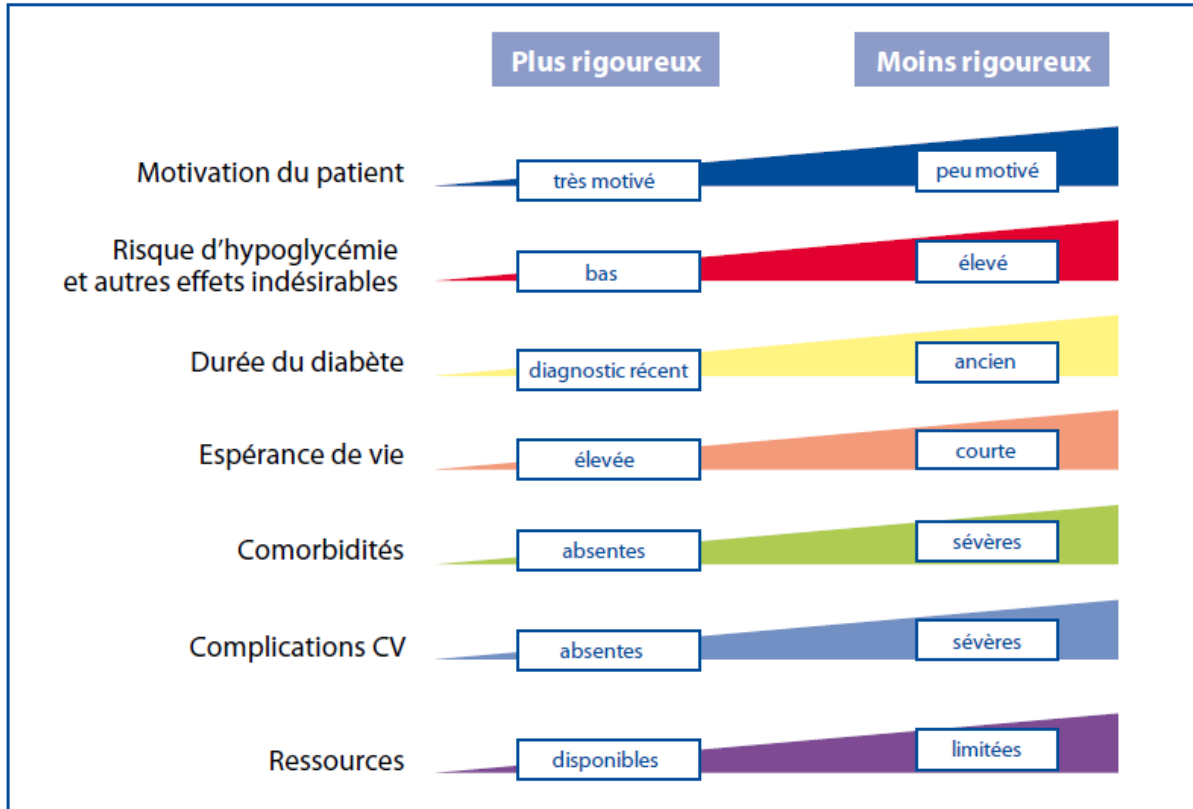 Plus rigoureux
Moins rigoureux
Motivation du patient
très motivé
peu motivé
Risque d’hypoglycémie
et autres effets indésirables
bas
élevé
Durée du diabète
diagnostic récent
ancien
Espérance de vie
élevée
courte
Comorbidités
absentes
sévères
Complications CV
absentes
sévères
Ressources
disponibles
limitées